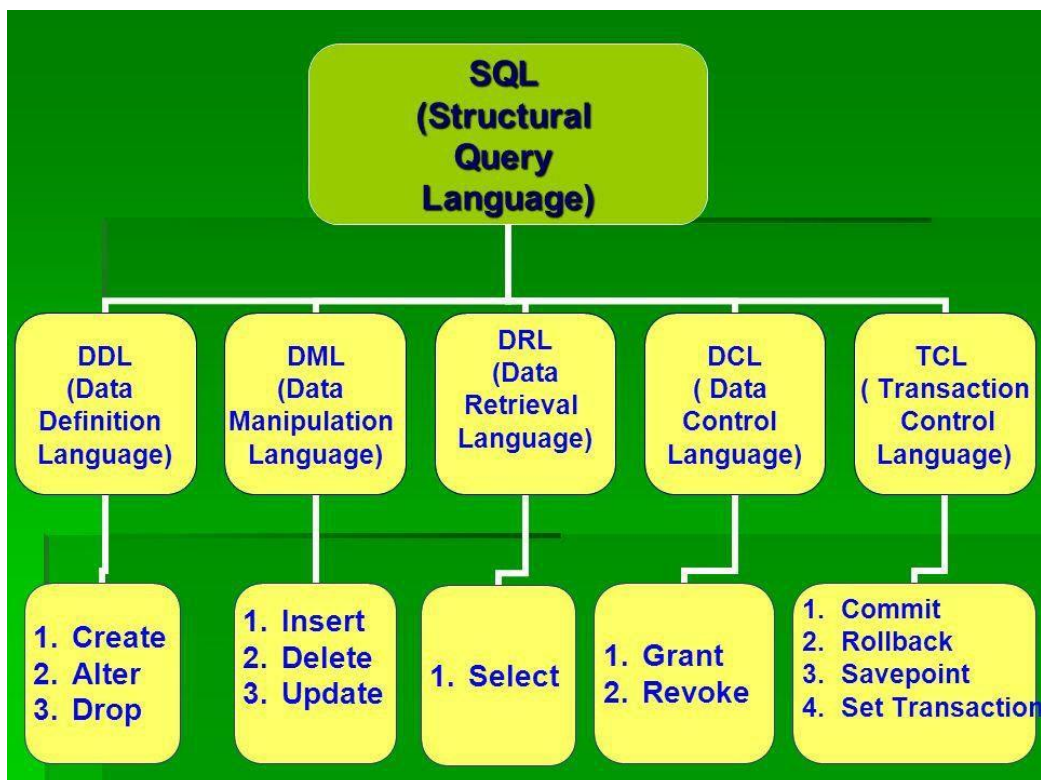 SQL
(Structural
Query
Language)
DDL
(Data
Definition
Language)
DML
(Data
Manipulation
Language)
DRL
(Data
Retrieval
Language)
DCL
( Data
Control
Language)
TCL
( Transaction
Control
Language)
1. Create
2. Alter
3. Drop
1. Insert
2. Delete
3. Update
1. Select
1. Grant
2. Revoke
1. Commit
2. Rollback
3. Savepoint
4. Set Transaction